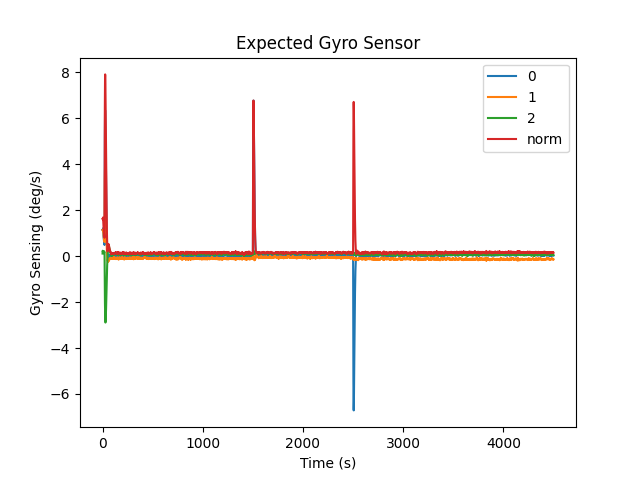 Expected Gyro Sensor
8
6
4
2
0
−2
−4
−6
Gyro Sensing (deg/s)
0
1
2
norm
0 1000 2000 3000 4000
Time (s)